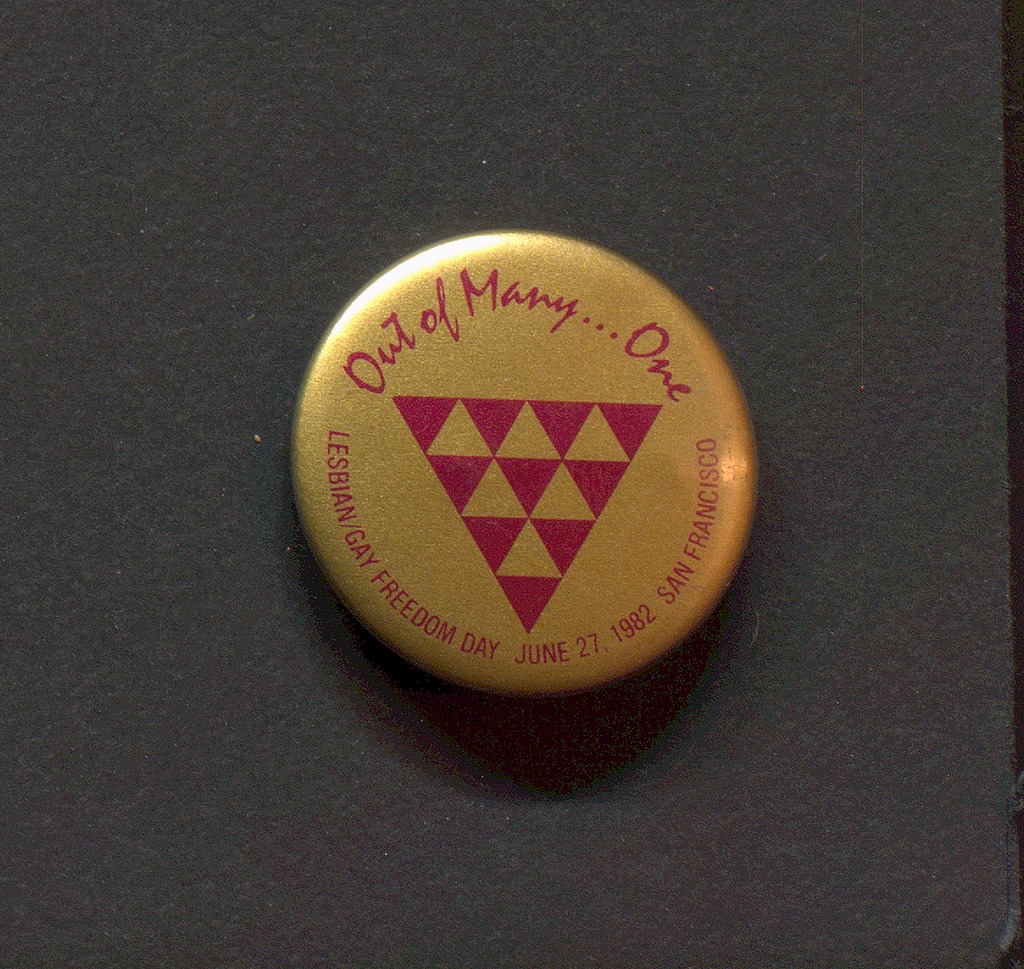 Out of Many...One
LESBIAN/GAY FREEDOM DAY JUNE 27, 1982 SAN FRANCISCO